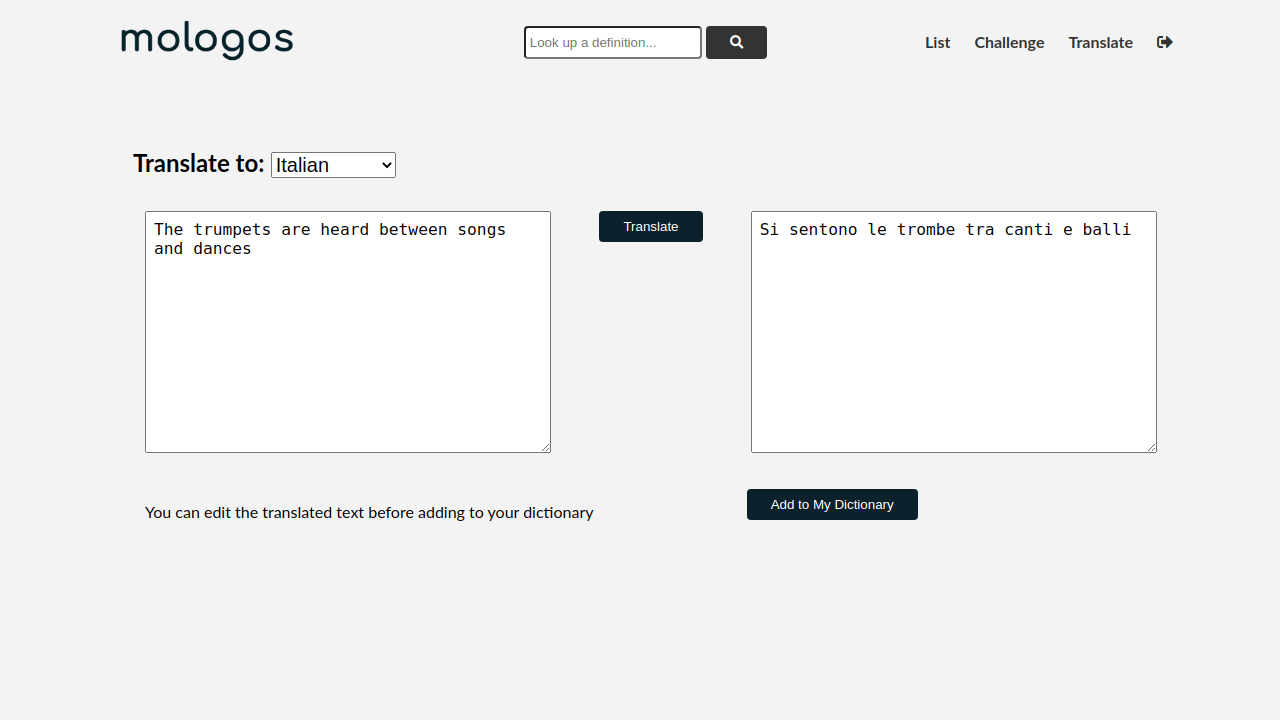 mologos
Look up a definition...
List
Challenge
Translate
Translate to: Italian
The trumpets are heard between songs
and dances
Translate
Si sentono le trombe tra canti e balli
You can edit the translated text before adding to your dictionary
Add to My Dictionary